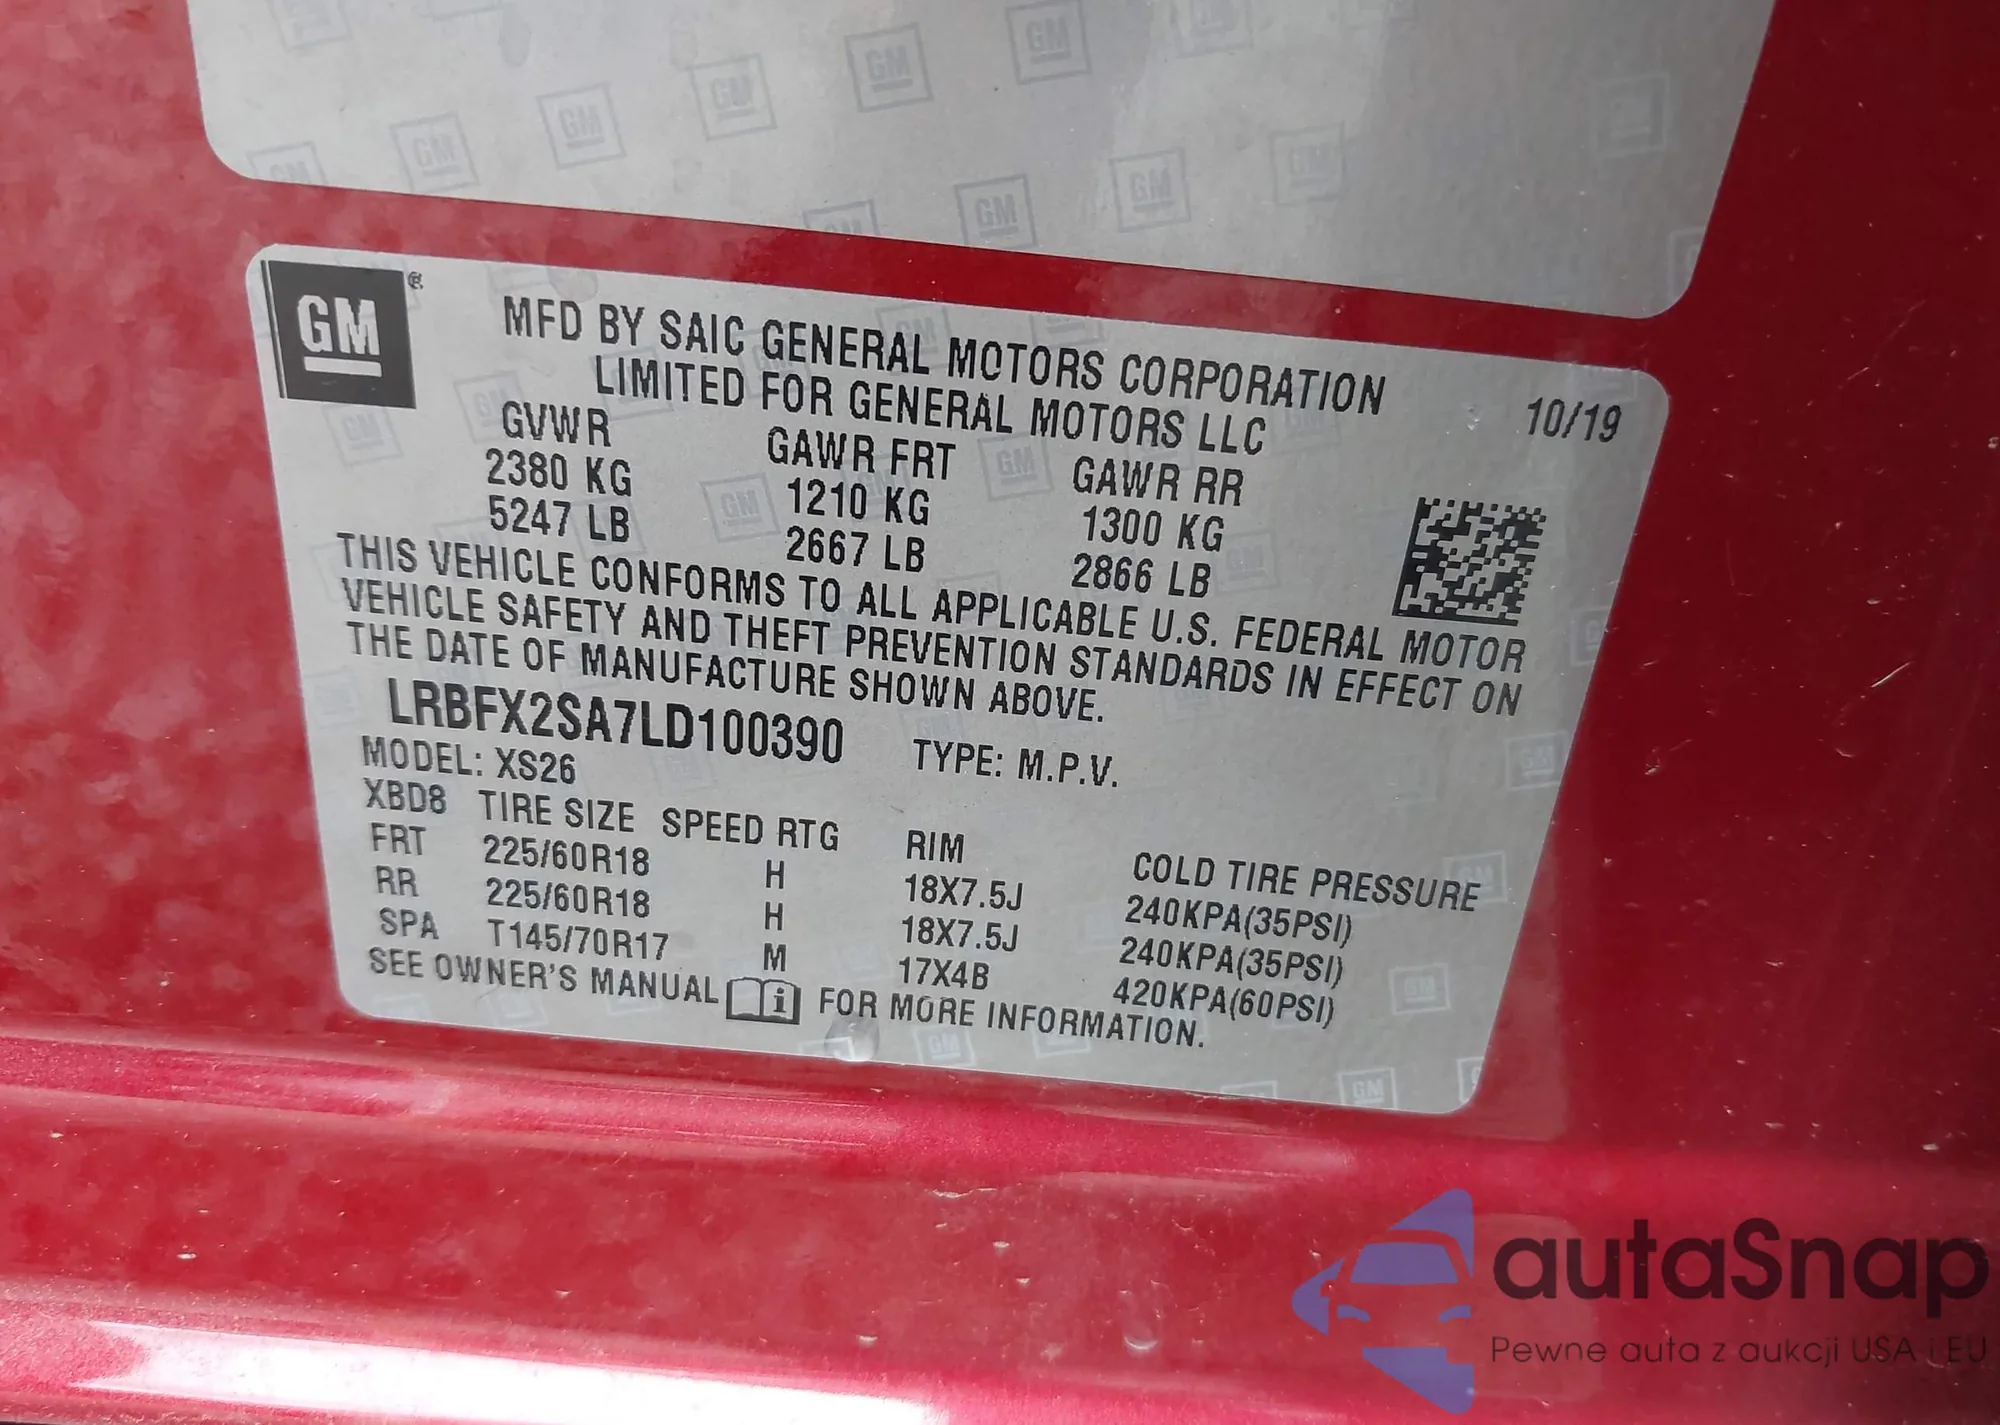 GM
MFD BY SAIC GENERAL MOTORS CORPORATION
LIMITED FOR GENERAL MOTORS LLC
10/19
GVWR GAWR FRT GAWR RR
2380 KG 1210 KG 1300 KG
5247 LB 2667 LB 2866 LB
THIS VEHICLE CONFORMS TO ALL APPLICABLE U.S. FEDERAL MOTOR
VEHICLE SAFETY AND THEFT PREVENTION STANDARDS IN EFFECT ON
THE DATE OF MANUFACTURE SHOWN ABOVE.
LRBFX2SA7LD100390 TYPE: M.P.V.
MODEL: XS26
XBD8 TIRE SIZE SPEED RTG RIM COLD TIRE PRESSURE
FRT 225/60R18 H 18X7.5J 240KPA(35PSI)
RR 225/60R18 H 18X7.5J 240KPA(35PSI)
SPA T145/70R17 M 17X4B 420KPA(60PSI)
SEE OWNER'S MANUAL i FOR MORE INFORMATION.
autaSnap
Pewne auta z aukcji USA i EU